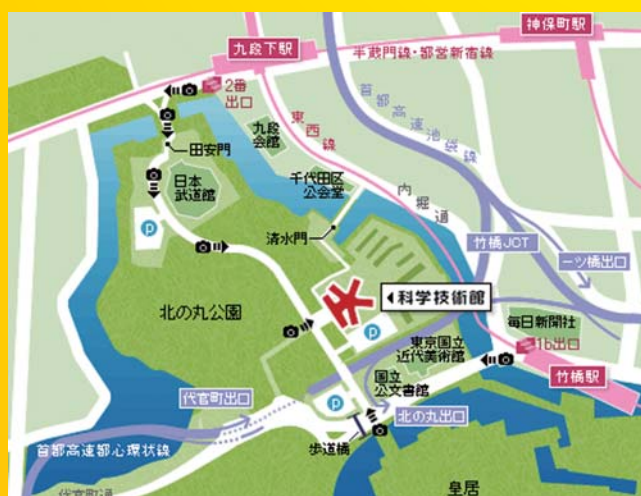 神保町駅
九段下駅
半蔵門線・都営新宿線
2番
出口
首都高速池袋線
東西線
九段
会館
田安門
千代田区
公会堂
日本
武道館
内堀通
P
清水門
竹橋JCT
一ツ橋出口
科学技術館
北の丸公園
毎日新聞社
P
東京国立
近代美術館
1b出口
竹橋駅
国立
公文書館
代官町出口
P
北の丸出口
首都高速都心環状線
歩道橋
代官町通
皇居